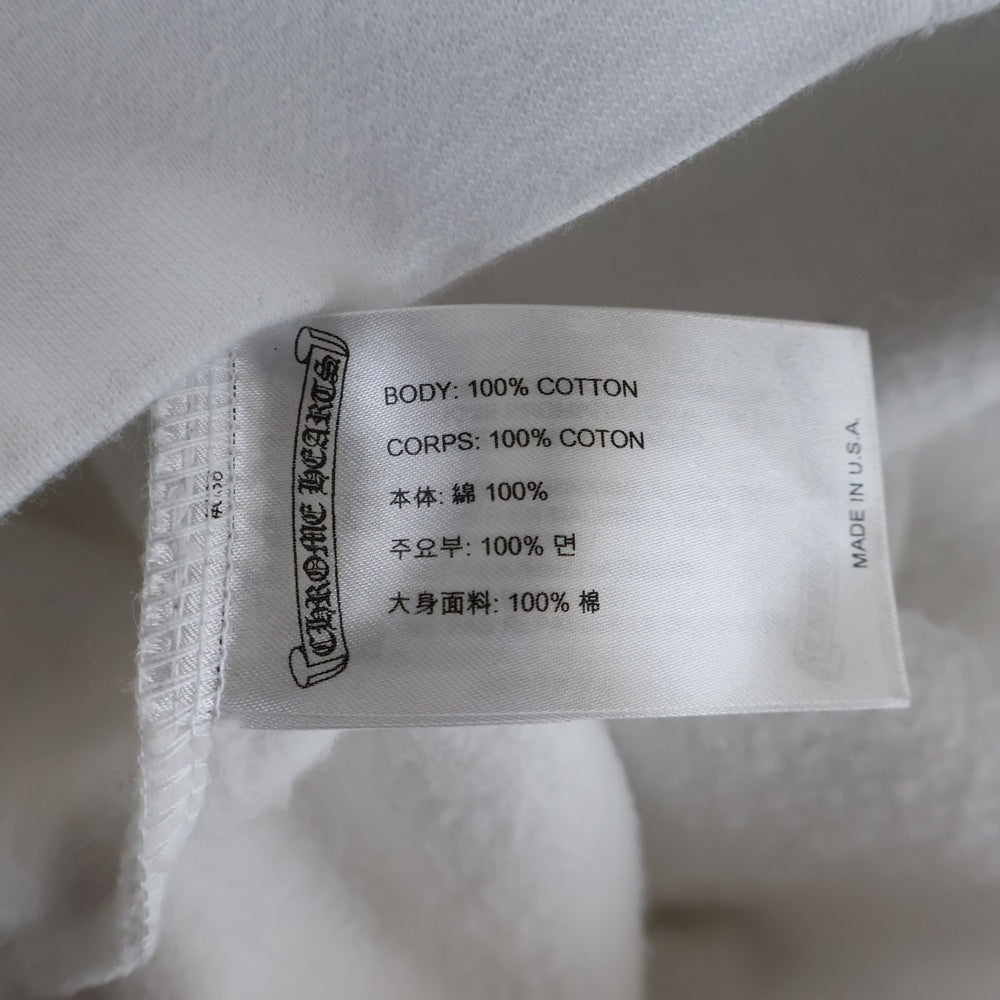 CHROME HEARTS
BODY: 100% COTTON
CORPS: 100% COTON
本体: 綿 100%
주요부: 100% 면
大身面料: 100% 棉
MADE IN U.S.A.